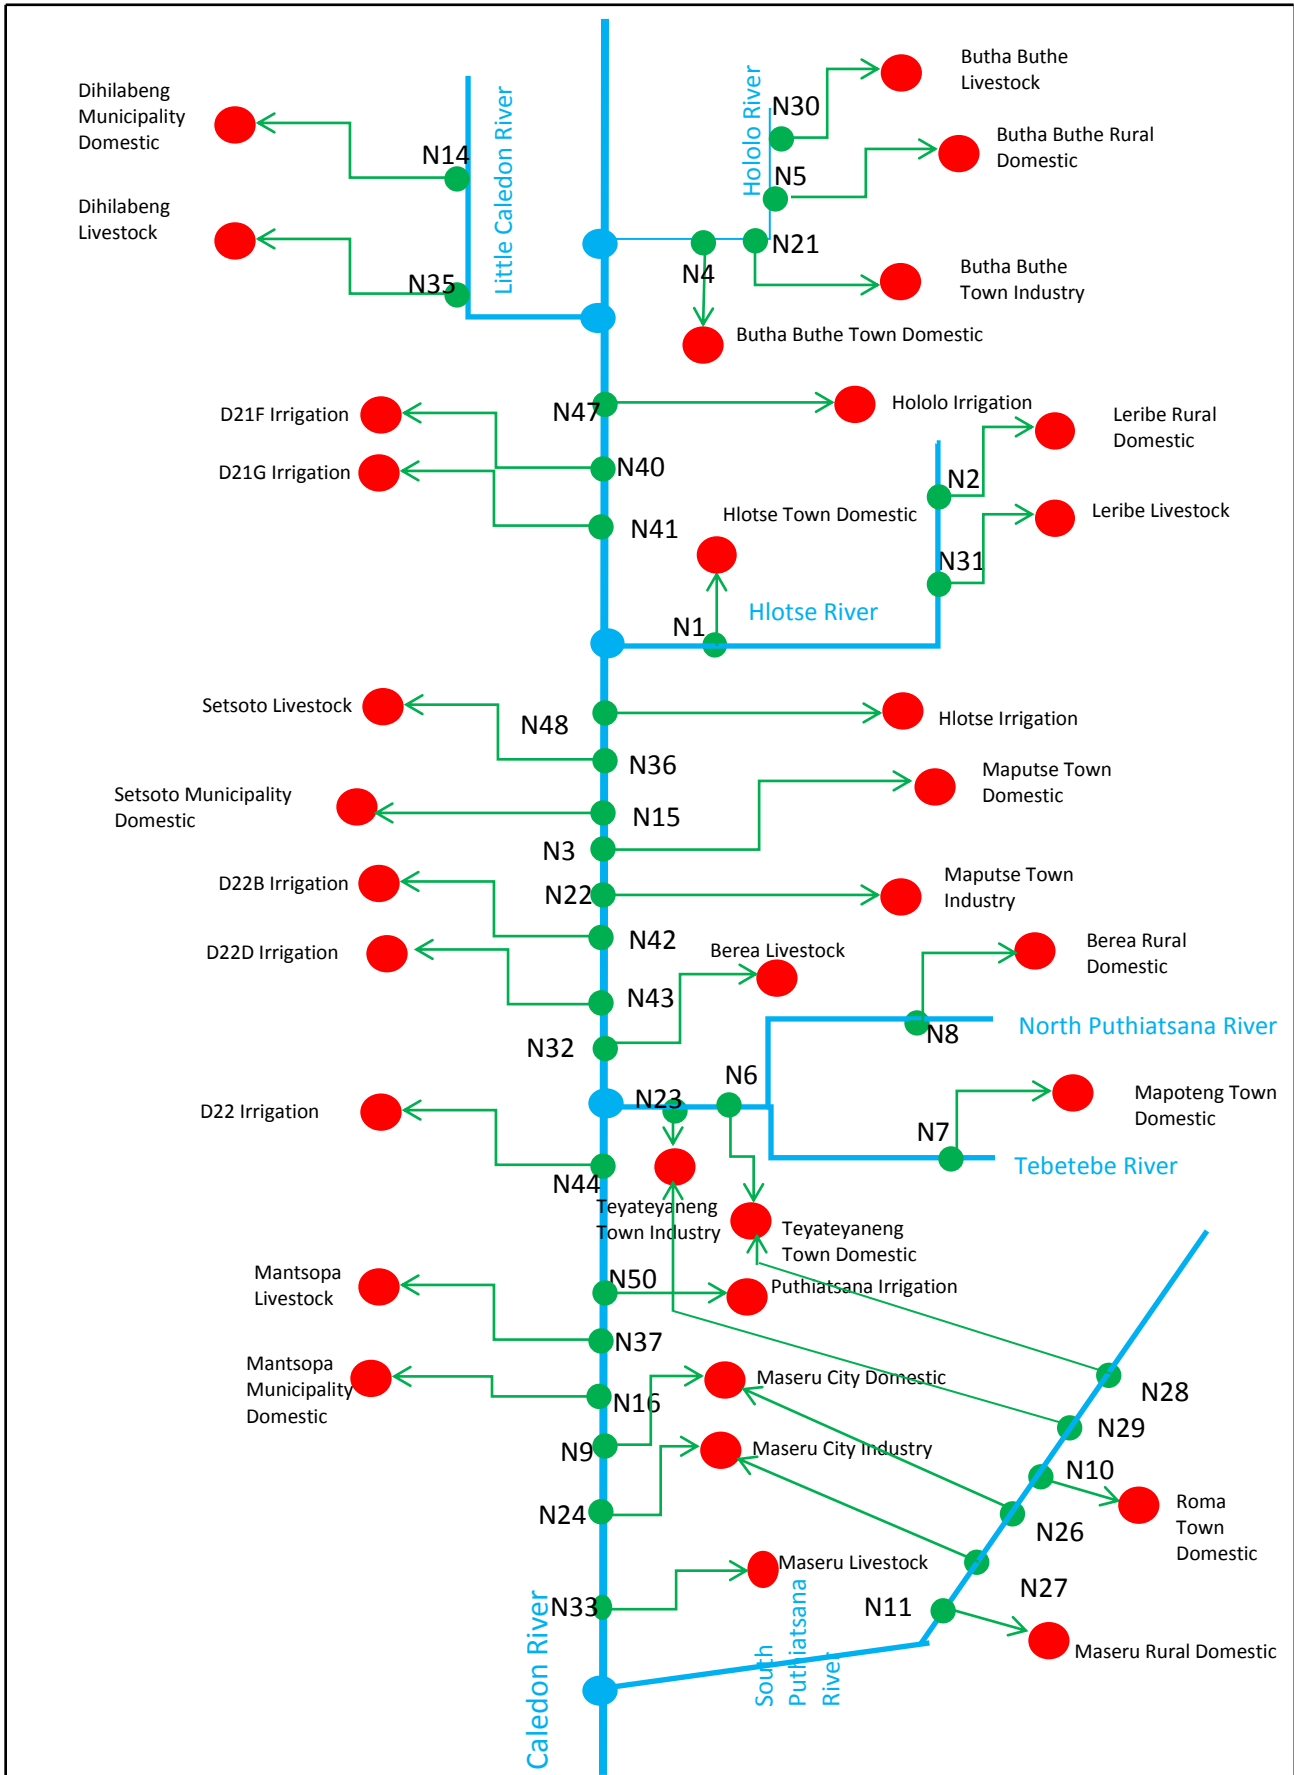 Butha Buthe
Livestock
Dihilabeng
Municipality
Domestic
Little Caledon River
Hololo River
N30
Butha Buthe Rural
Domestic
N14
N5
Dihilabeng
Livestock
N21
N4
Butha Buthe
Town Industry
N35
Butha Buthe Town Domestic
D21F Irrigation
N47
Hololo Irrigation
Leribe Rural
Domestic
D21G Irrigation
N40
N2
Hlotse Town Domestic
Leribe Livestock
N41
N31
N1
Hlotse River
Setsoto Livestock
N48
Hlotse Irrigation
N36
Maputse Town
Domestic
Setsoto Municipality
Domestic
N15
N3
D22B Irrigation
N22
Maputse Town
Industry
N42
D22D Irrigation
Berea Livestock
Berea Rural
Domestic
N43
N32
N8
North Puthiatsana River
N6
D22 Irrigation
N23
Mapoteng Town
Domestic
N7
Tebetebe River
N44
Teyateyaneng
Town Industry
Teyateyaneng
Town Domestic
Mantsopa
Livestock
N50
Puthiatsana Irrigation
N37
Mantsopa
Municipality
Domestic
Maseru City Domestic
N28
N16
N29
N9
Maseru City Industry
N10
N24
N26
Roma
Town
Domestic
Maseru Livestock
N27
N33
N11
Caledon River
South
Puthiatsana
River
Maseru Rural Domestic